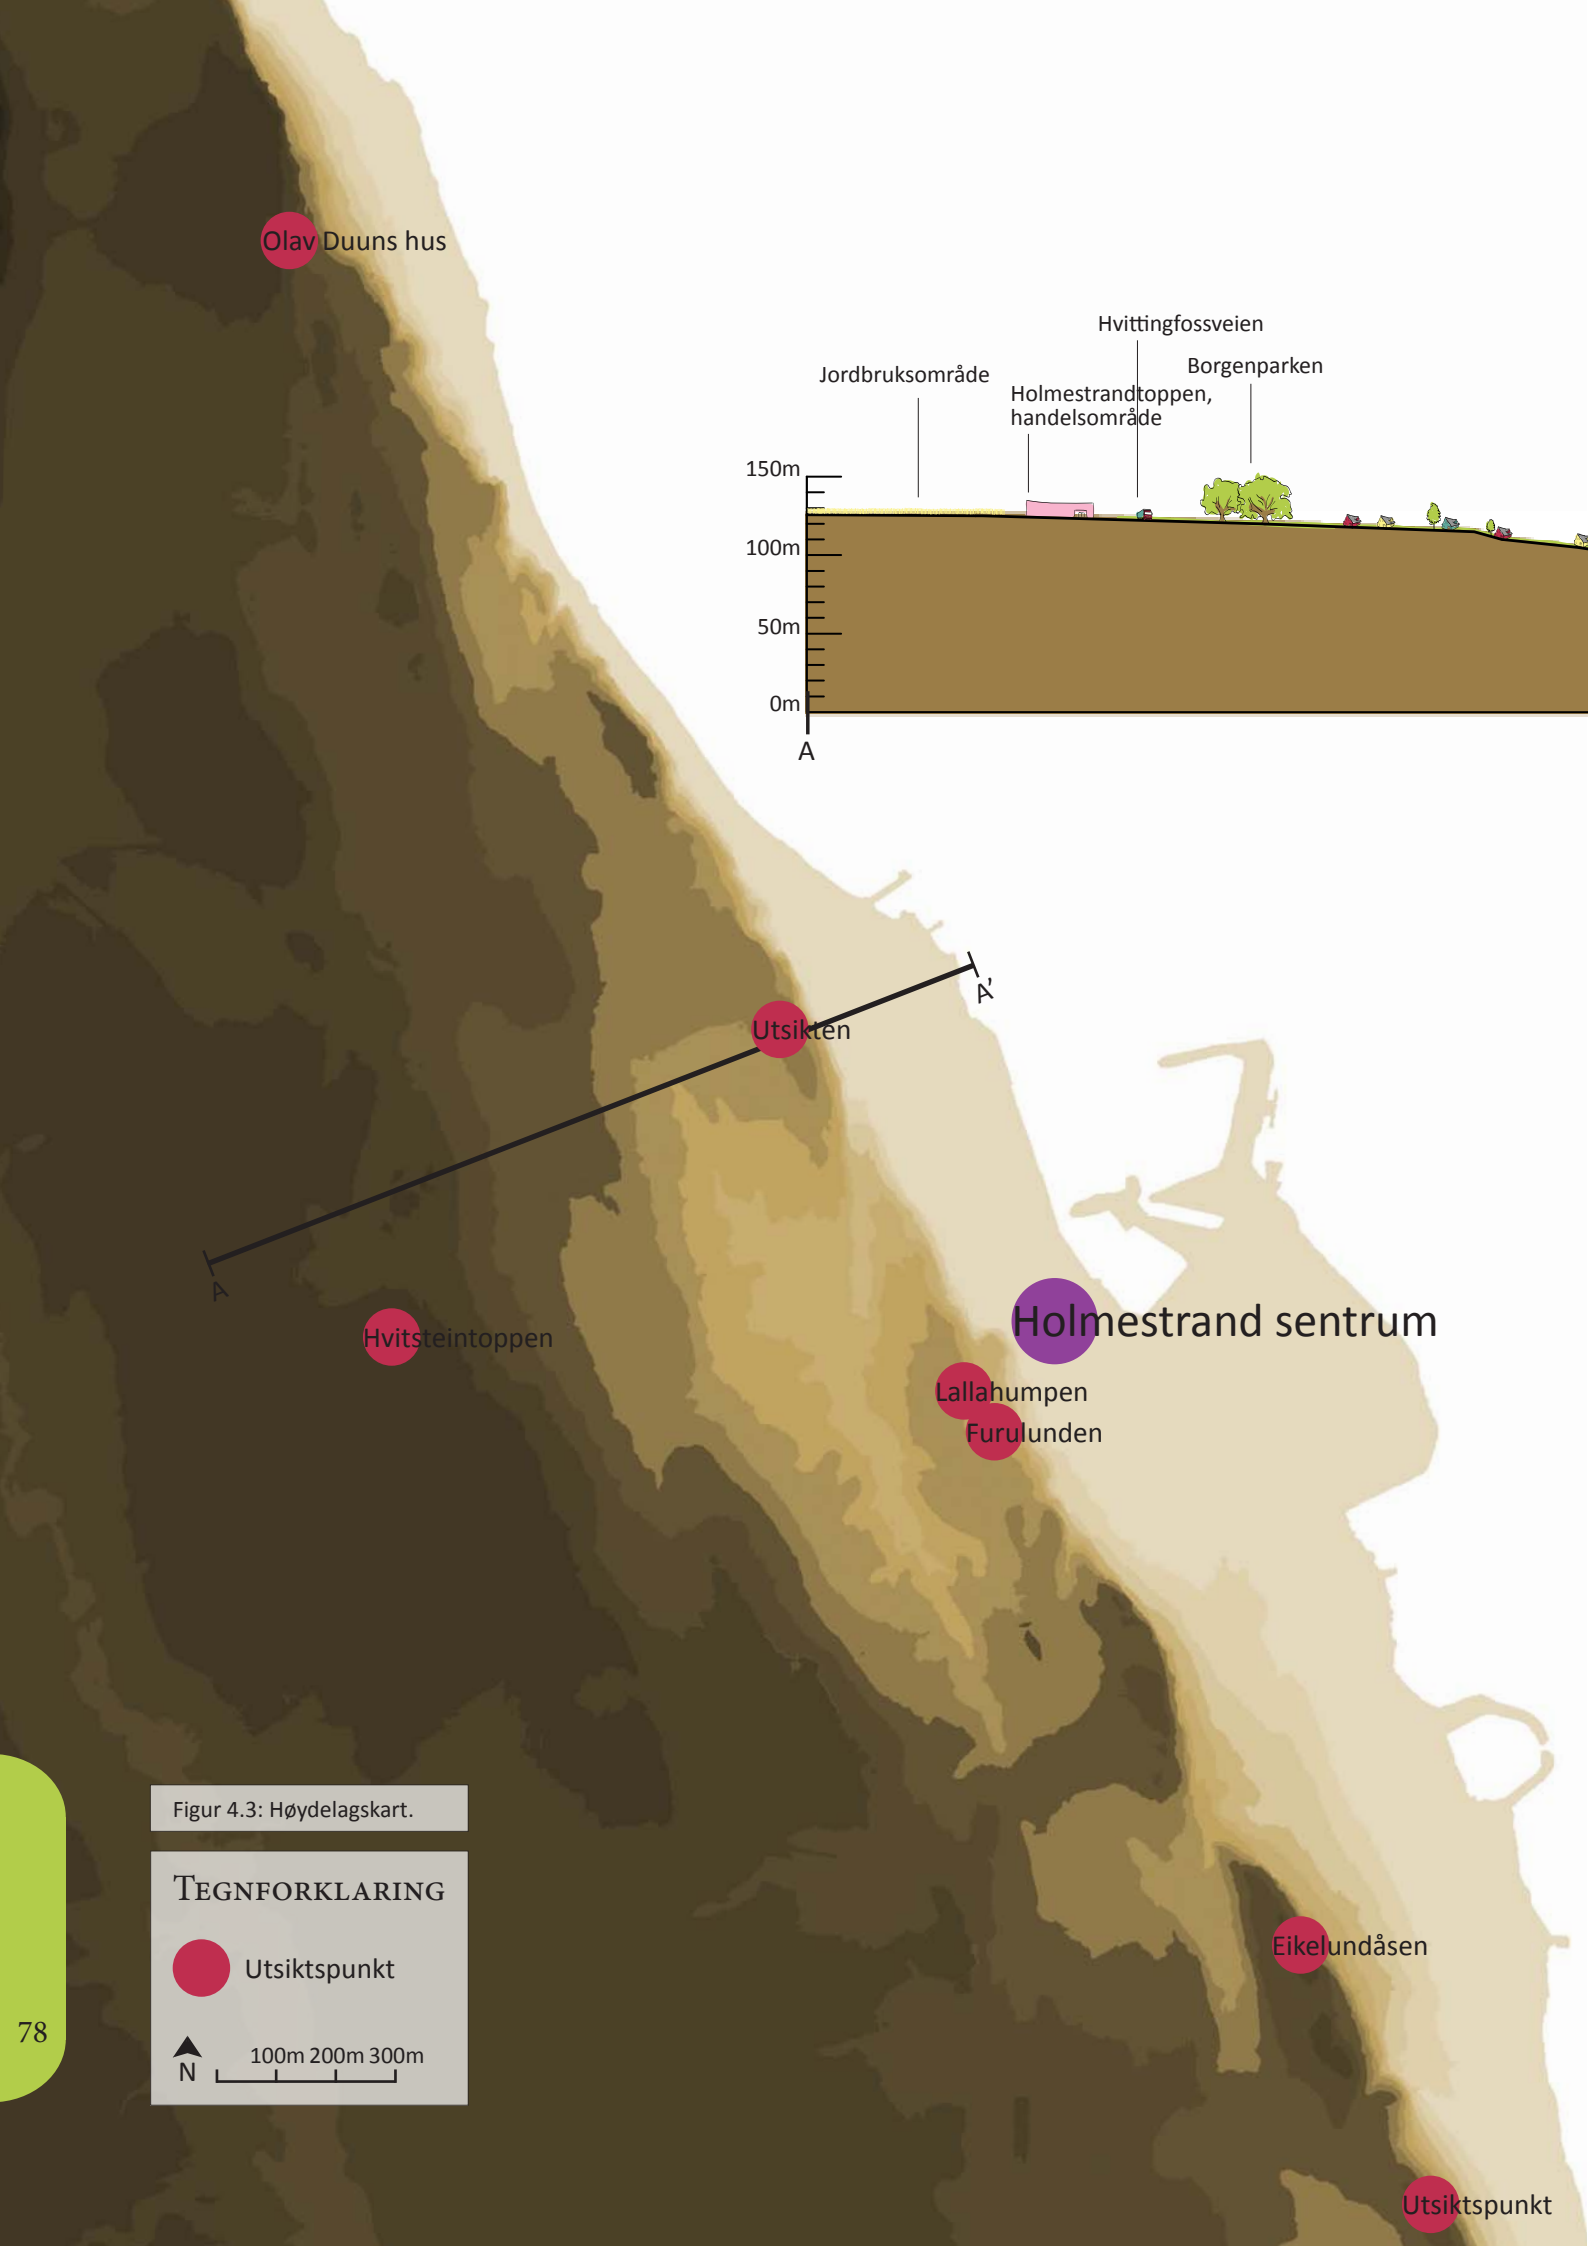 Olav Duuns hus
Hvittingfossveien
Jordbruksområde
Borgenparken
Holmestrandtoppen,
handelsområde
150m
100m
50m
0m
A
A'
Utsikten
A
Hvitsteintoppen
Holmestrand sentrum
Lallahumpen
Furulunden
Figur 4.3: Høydelagskart.
TEGNFORKLARING
Utsiktspunkt
Eikelundåsen
78
100m 200m 300m
N
Utsiktspunkt